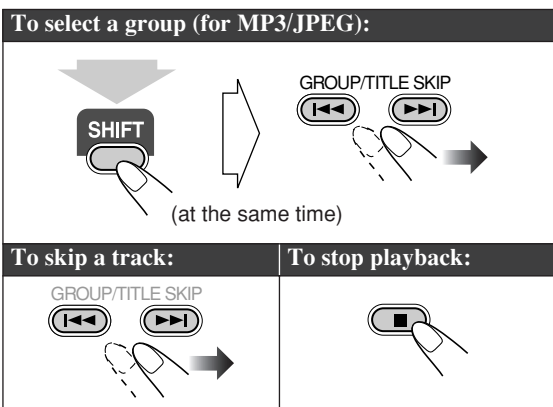 To select a group (for MP3/JPEG):
GROUP/TITLE SKIP
SHIFT
(at the same time)
To skip a track:
To stop playback:
GROUP/TITLE SKIP